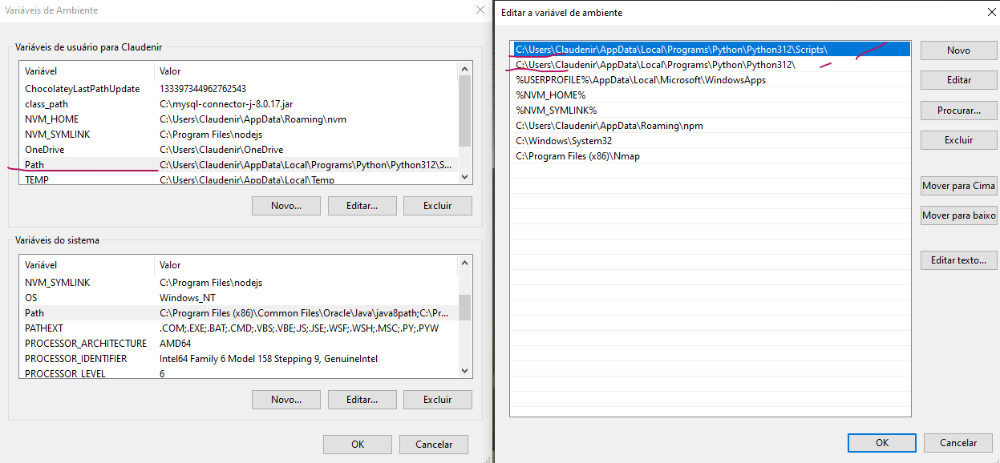 Variáveis de Ambiente
Variáveis de usuário para Claudenir
Variável Valor
ChocolateyLastPathUpdate 133397344962762543
class_path C:\mysql-connector-j-8.0.17.jar
NVM_HOME C:\Users\Claudenir\AppData\Roaming\nvm
NVM_SYMLINK C:\Program Files\nodejs
OneDrive C:\Users\Claudenir\OneDrive
Path C:\Users\Claudenir\AppData\Local\Programs\Python\Python312\S...
TEMP C:\Users\Claudenir\AppData\Local\Temp
Novo... Editar... Excluir
Variáveis do sistema
Variável Valor
NVM_SYMLINK C:\Program Files\nodejs
OS Windows_NT
Path C:\Program Files (x86)\Common Files\Oracle\Java\java8path;C:\Pr...
PATHEXT .COM;.EXE;.BAT;.CMD;.VBS;.VBE;.JS;.JSE;.WSF;.WSH;.MSC;.PY;.PYW
PROCESSOR_ARCHITECTURE AMD64
PROCESSOR_IDENTIFIER Intel64 Family 6 Model 158 Stepping 9, GenuineIntel
PROCESSOR_LEVEL 6
Novo... Editar... Excluir
OK Cancelar
Editar a variável de ambiente
C:\Users\Claudenir\AppData\Local\Programs\Python\Python312\Scripts\
C:\Users\Claudenir\AppData\Local\Programs\Python\Python312\
%USERPROFILE%\AppData\Local\Microsoft\WindowsApps
%NVM_HOME%
%NVM_SYMLINK%
C:\Users\Claudenir\AppData\Roaming\npm
C:\Windows\System32
C:\Program Files (x86)\Nmap
Novo
Editar
Procurar...
Excluir
Mover para Cima
Mover para baixo
Editar texto...
OK Cancelar